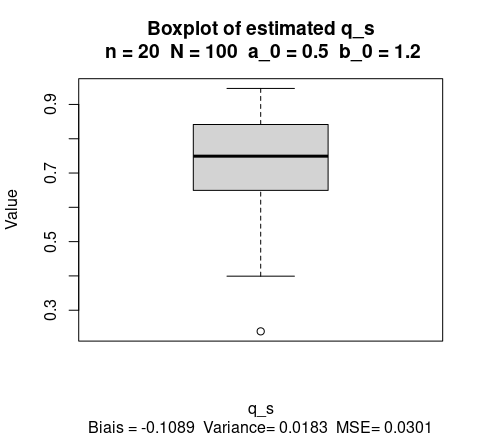 Boxplot of estimated q_s
n = 20 N = 100 a_0 = 0.5 b_0 = 1.2
0.9
0.7
0.5
0.3
Value
q_s
Biais = -0.1089 Variance= 0.0183 MSE= 0.0301